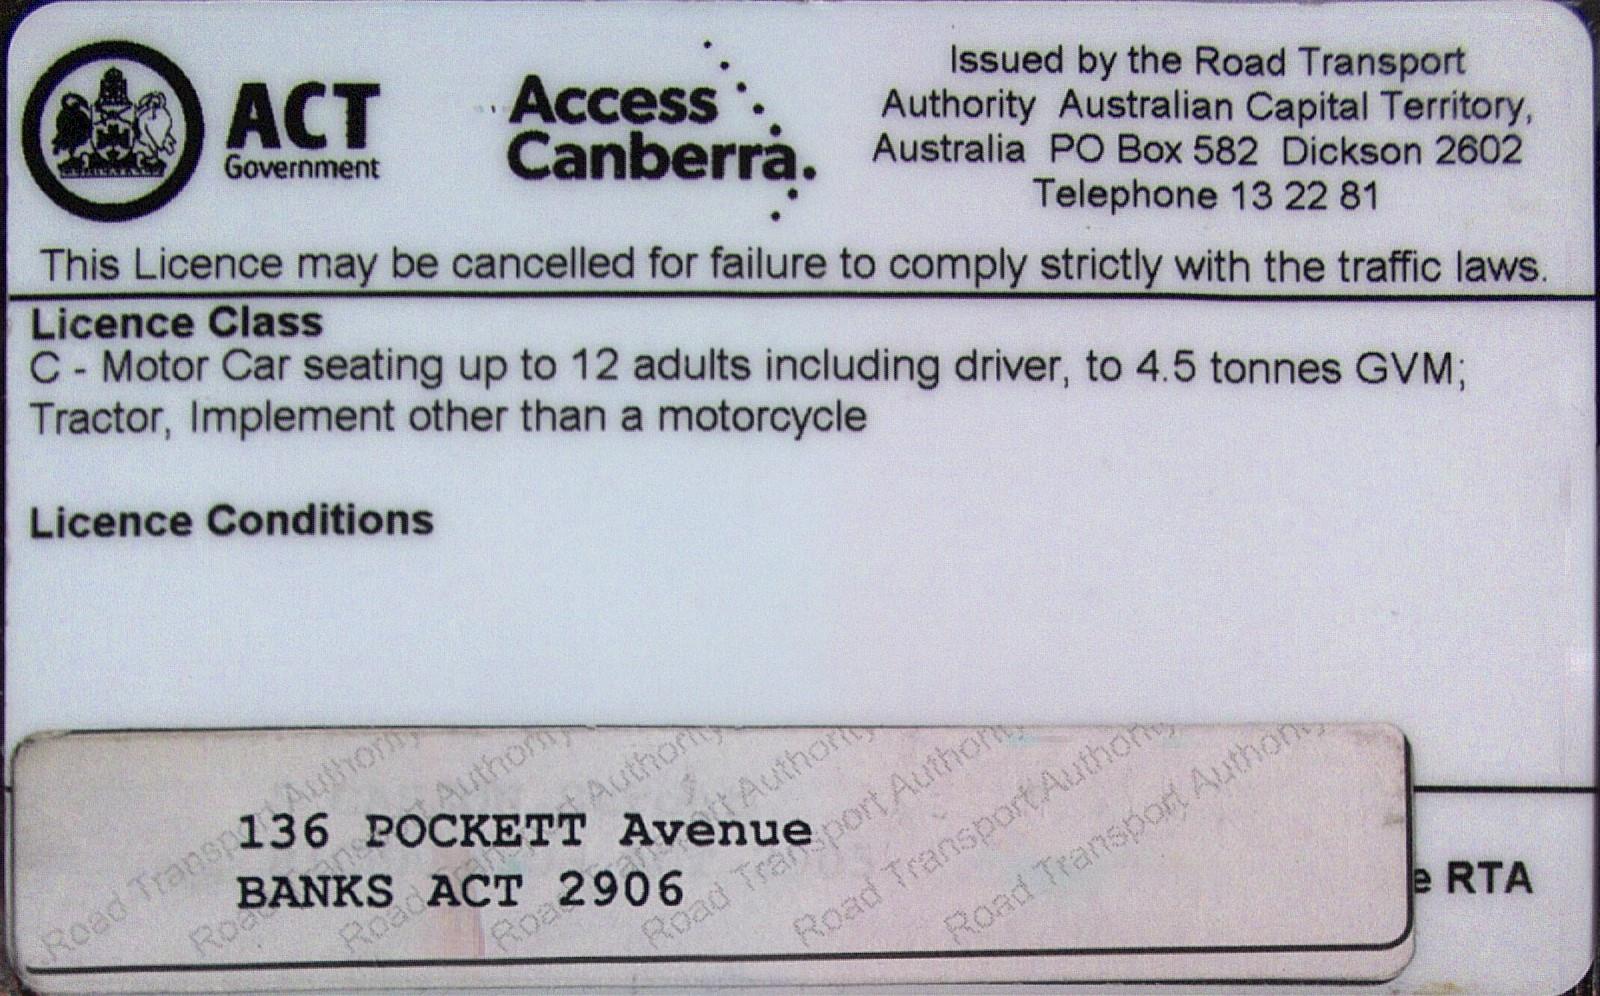 ACT
Government
Access
Canberra.
Issued by the Road Transport
Authority Australian Capital Territory,
Australia PO Box 582 Dickson 2602
Telephone 13 22 81
This Licence may be cancelled for failure to comply strictly with the traffic laws.
Licence Class
C - Motor Car seating up to 12 adults including driver, to 4.5 tonnes GVM;
Tractor, Implement other than a motorcycle
Licence Conditions
136 POCKETT Avenue
BANKS ACT 2906
RTA
Road Transport Authority
Road Transport Authority
Road Transport Authority
Road Transport Authority
Road Transport Authority
Road Transport Authority
Road Transport Authority